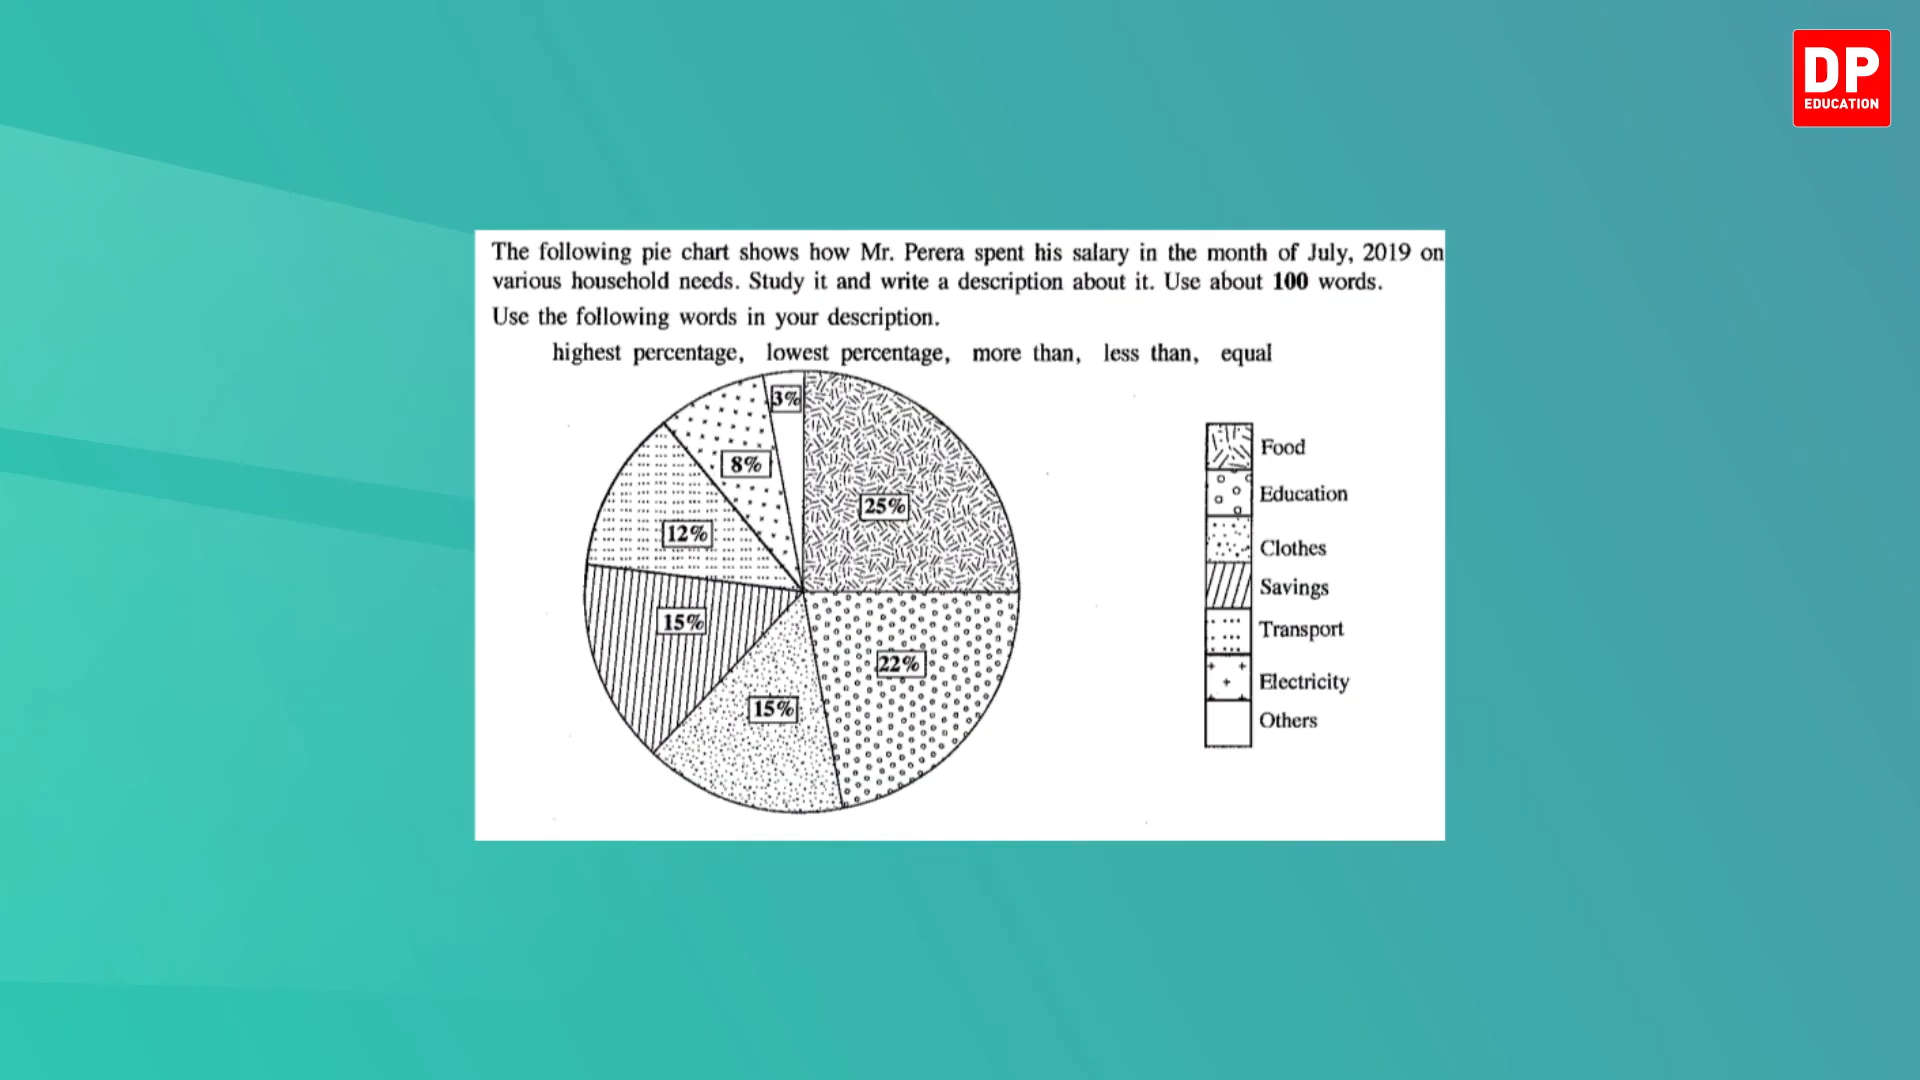 DP
EDUCATION
The following pie chart shows how Mr. Perera spent his salary in the month of July, 2019 on
various household needs. Study it and write a description about it. Use about 100 words.
Use the following words in your description.
highest percentage, lowest percentage, more than, less than, equal
3%
8%
25%
12%
15%
22%
15%
Food
Education
Clothes
Savings
Transport
Electricity
Others